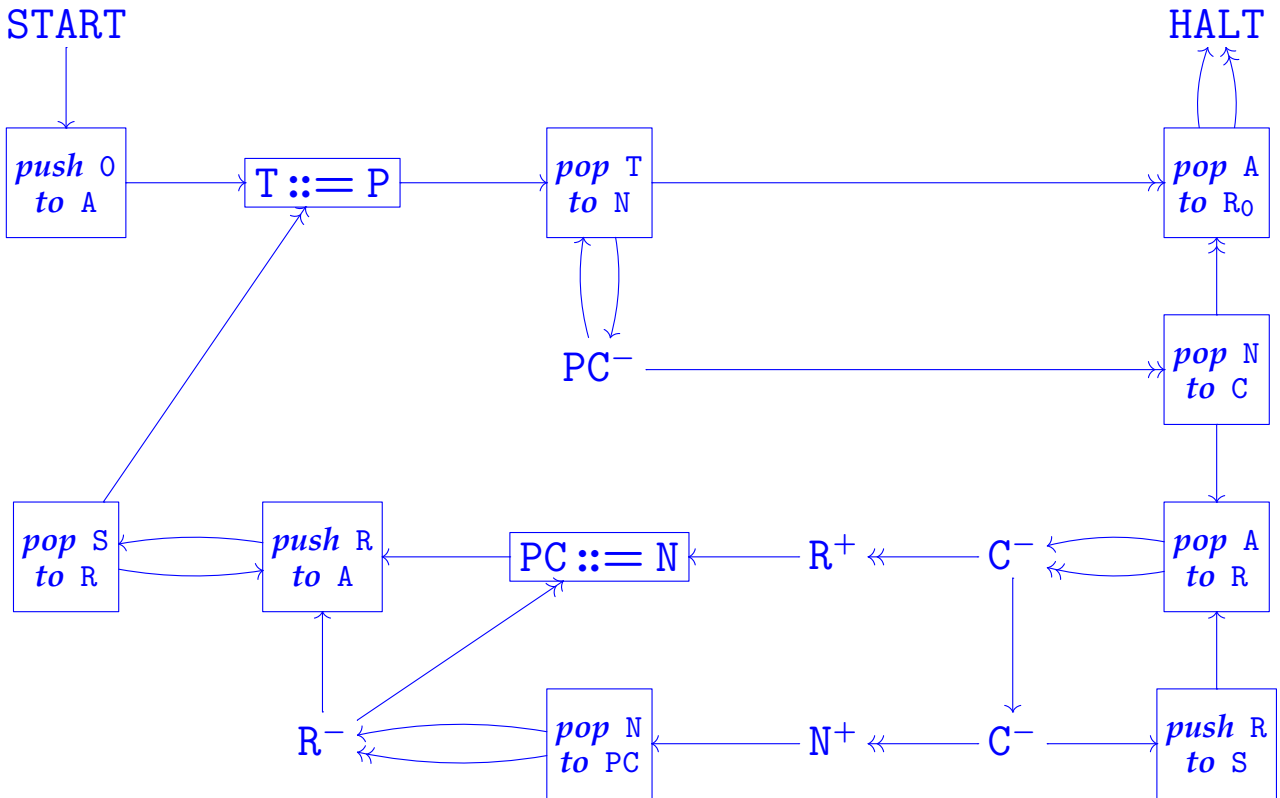 START
HALT
push 0
to A
T ::= P
pop T
to N
pop A
to R₀
PC⁻
pop N
to C
pop S
to R
push R
to A
PC ::= N
R⁺
C⁻
pop A
to R
R⁻
pop N
to PC
N⁺
C⁻
push R
to S